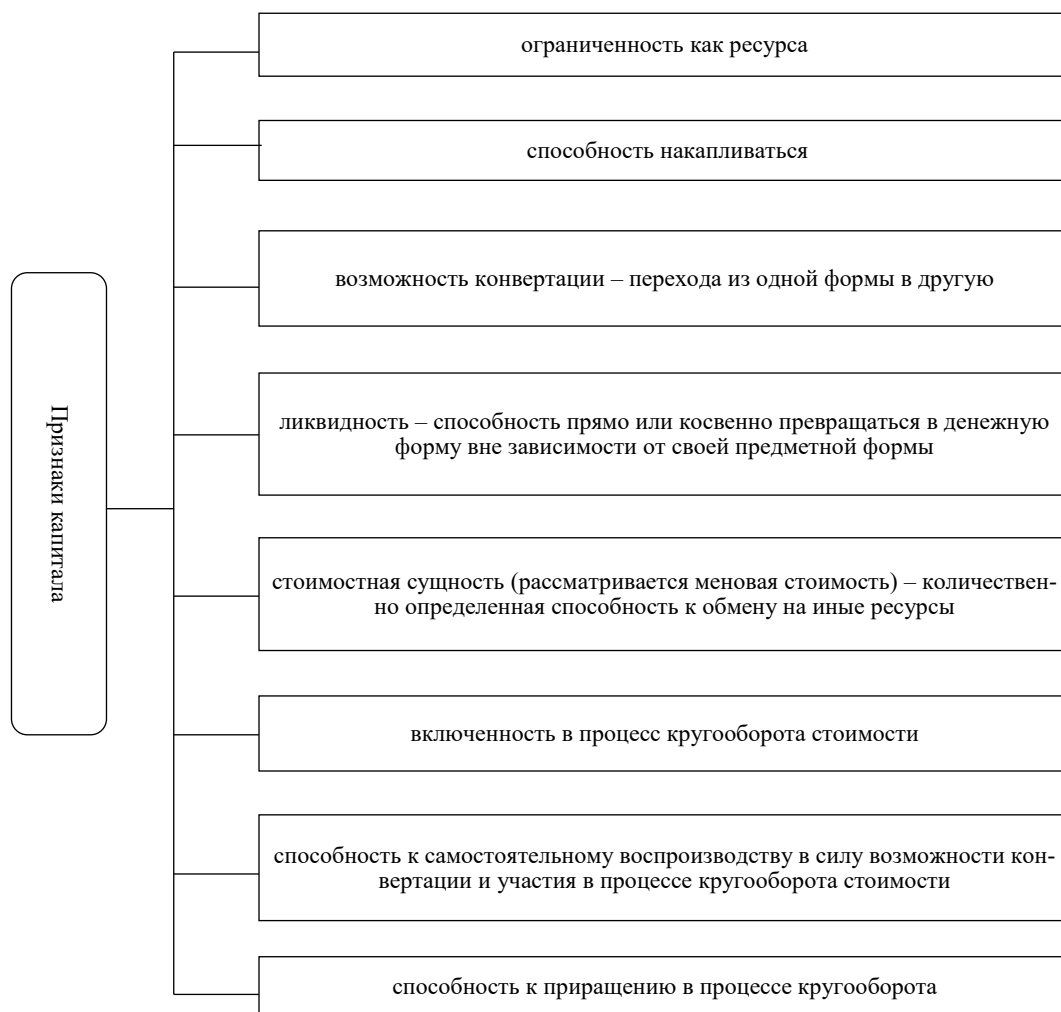 Признаки капитала
ограниченность как ресурса
способность накапливаться
возможность конвертации – перехода из одной формы в другую
ликвидность – способность прямо или косвенно превращаться в денежную
форму вне зависимости от своей предметной формы
стоимостная сущность (рассматривается меновая стоимость) – количествен-
но определенная способность к обмену на иные ресурсы
включенность в процесс кругооборота стоимости
способность к самостоятельному воспроизводству в силу возможности кон-
вертации и участия в процессе кругооборота стоимости
способность к приращению в процессе кругооборота